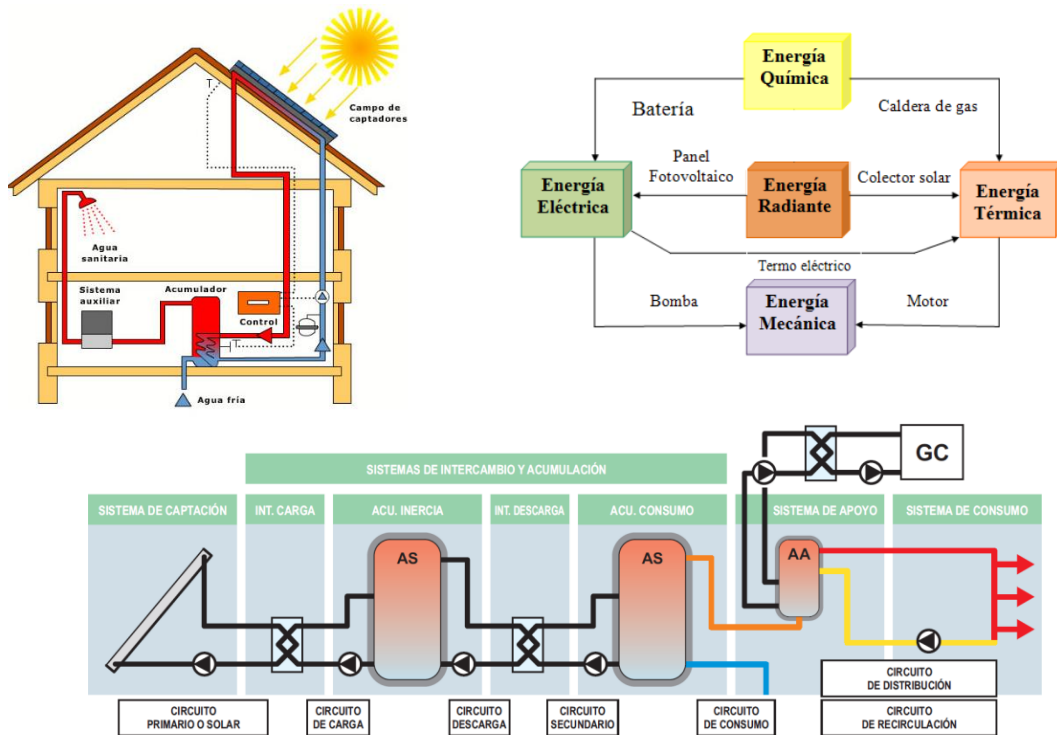 Campo de
captadores
T
Agua
sanitaria
Sistema
auxiliar
Acumulador
Control
T
Agua fría
Energía
Química
Batería
Caldera de gas
Energía
Eléctrica
Panel
Fotovoltaico
Energía
Radiante
Colector solar
Energía
Térmica
Termo eléctrico
Bomba
Energía
Mecánica
Motor
GC
SISTEMAS DE INTERCAMBIO Y ACUMULACIÓN
SISTEMA DE CAPTACIÓN
INT. CARGA
ACU. INERCIA
INT. DESCARGA
ACU. CONSUMO
SISTEMA DE APOYO
SISTEMA DE CONSUMO
AS
AS
AA
CIRCUITO
PRIMARIO O SOLAR
CIRCUITO
DE CARGA
CIRCUITO
DESCARGA
CIRCUITO
SECUNDARIO
CIRCUITO
DE CONSUMO
CIRCUITO
DE DISTRIBUCIÓN
CIRCUITO
DE RECIRCULACIÓN